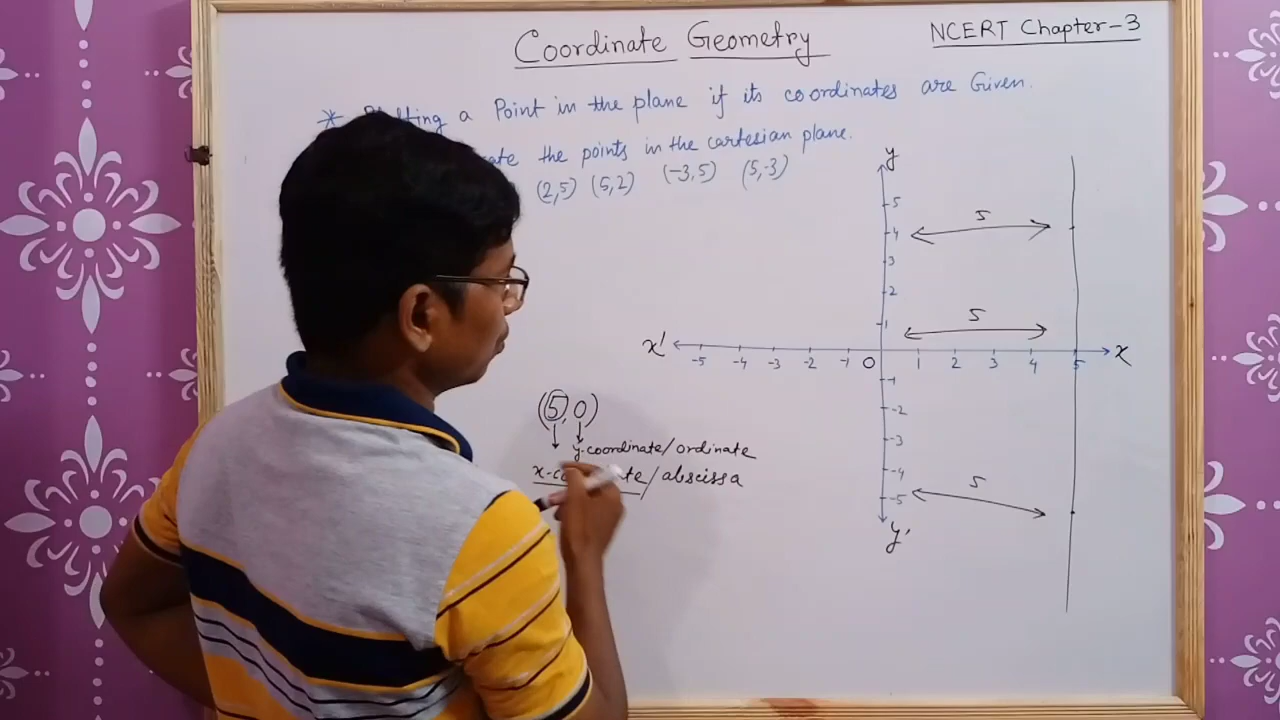 Coordinate Geometry
NCERT Chapter-3
* Plotting a Point in the plane if its coordinates are Given.
the points in the cartesian plane.
(2,5) (5,2) (-3,5) (5,-3)
y
5
4
3
2
1
5
5
x' -5 -4 -3 -2 -1 O 1 2 3 4 5 x
-1
-2
-3
-4
-5
5
y'
(5,0)
y-coordinate/ordinate
/abscissa